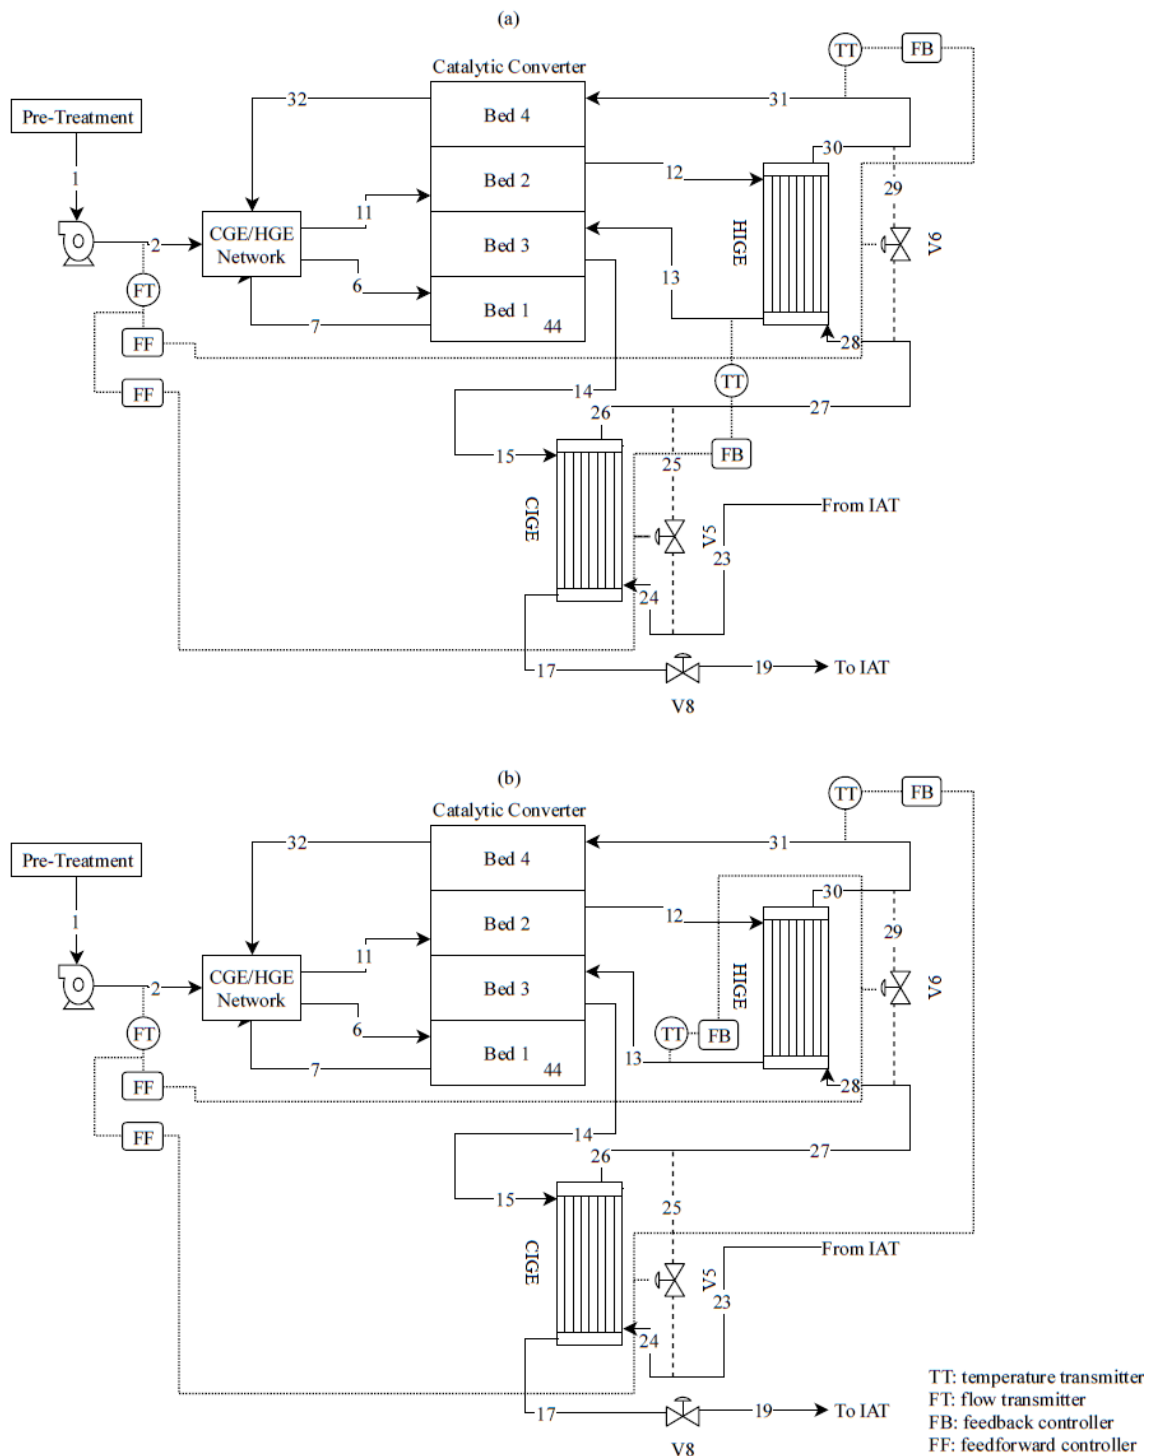 (a)
Catalytic Converter
TT
FB
Pre-Treatment
32
Bed 4
31
30
1
Bed 2
12
29
11
CGE/HGE
Network
2
Bed 3
HIGE
V6
13
6
FT
Bed 1
44
7
28
FF
TT
FF
14
26
27
15
25
FB
CIGE
From IAT
V5
23
24
17
19
To IAT
V8
(b)
TT
FB
Catalytic Converter
Pre-Treatment
32
Bed 4
31
30
1
Bed 2
12
29
11
CGE/HGE
Network
2
Bed 3
HIGE
V6
6
TT
FB
FT
13
Bed 1
44
7
28
FF
FF
14
26
27
15
25
CIGE
From IAT
V5
23
24
17
19
To IAT
V8
TT: temperature transmitter
FT: flow transmitter
FB: feedback controller
FF: feedforward controller